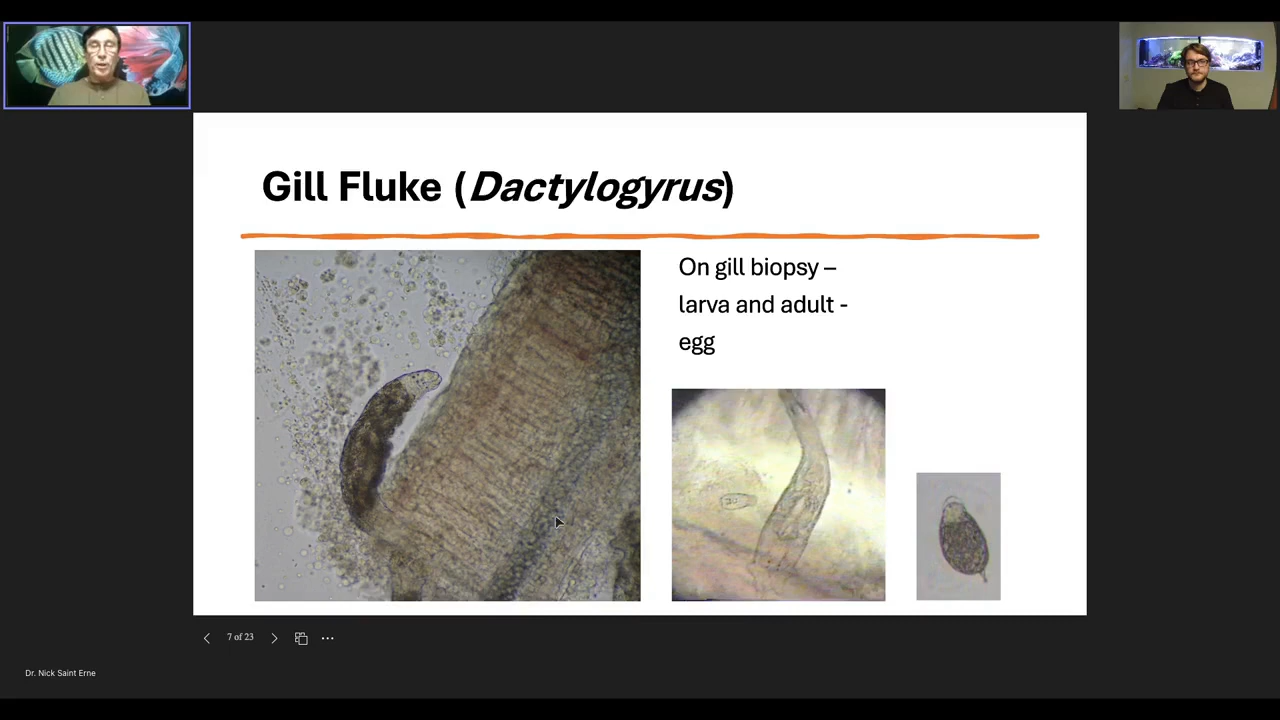 Gill Fluke (Dactylogyrus)
On gill biopsy –
larva and adult -
egg
7 of 23
Dr. Nick Saint Erne